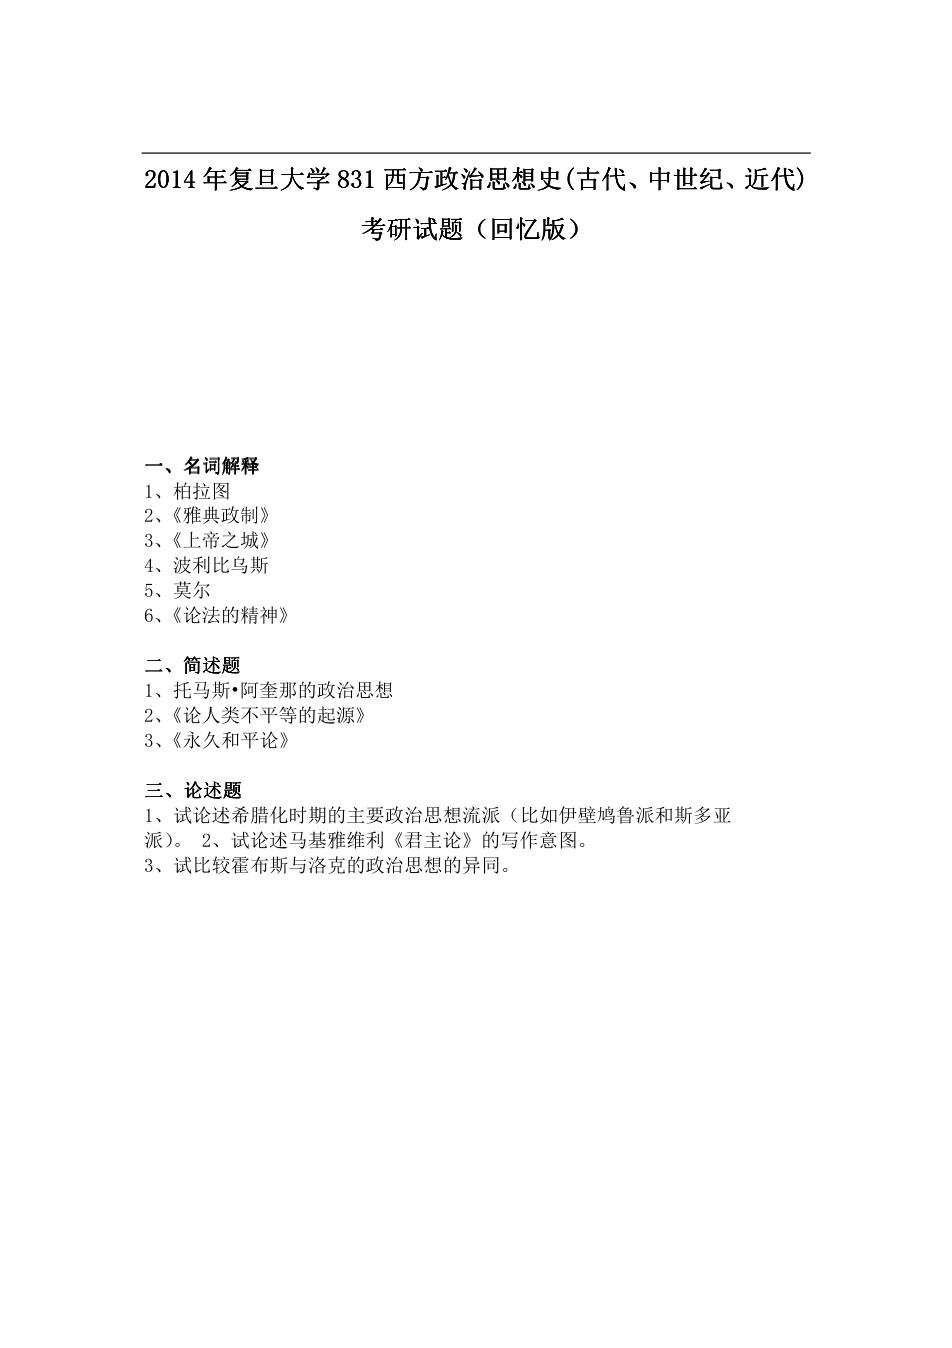 2014 年复旦大学 831 西方政治思想史(古代、中世纪、近代)
考研试题（回忆版）
一、名词解释
1、柏拉图
2、《雅典政制》
3、《上帝之城》
4、波利比乌斯
5、莫尔
6、《论法的精神》
二、简述题
1、托马斯•阿奎那的政治思想
2、《论人类不平等的起源》
3、《永久和平论》
三、论述题
1、试论述希腊化时期的主要政治思想流派（比如伊壁鸠鲁派和斯多亚
派）。 2、试论述马基雅维利《君主论》的写作意图。
3、试比较霍布斯与洛克的政治思想的异同。